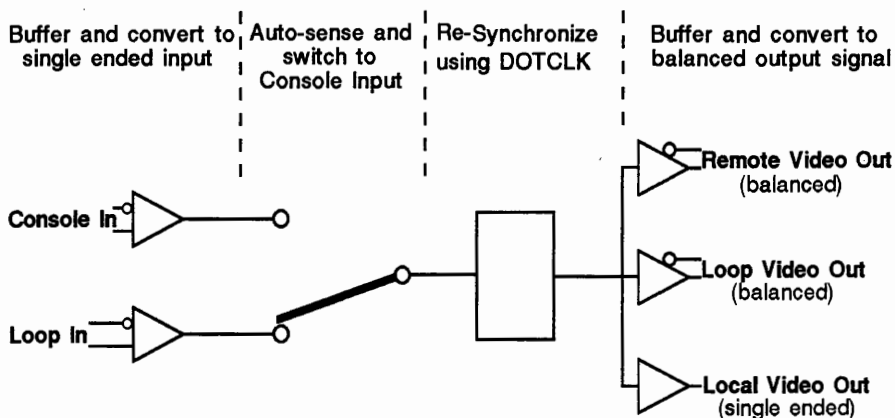 Buffer and convert to
single ended input
Auto-sense and
switch to
Console Input
Re-Synchronize
using DOTCLK
Buffer and convert to
balanced output signal
Console In
Loop In
Remote Video Out
(balanced)
Loop Video Out
(balanced)
Local Video Out
(single ended)